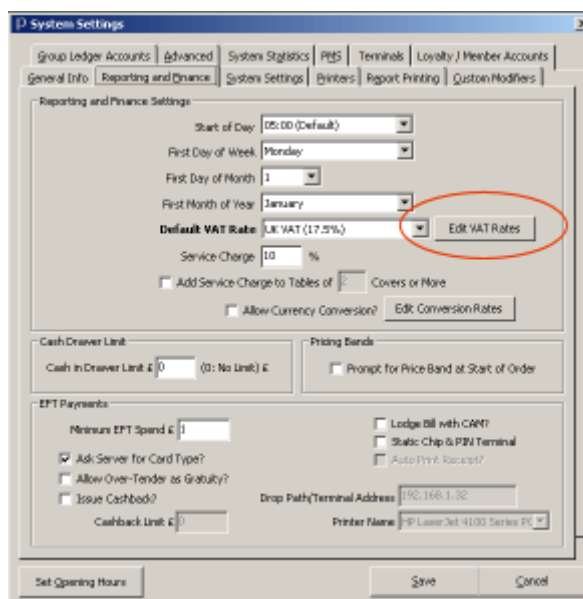 System Settings
Group Ledger Accounts Advanced System Statistics PMS Terminals Loyalty / Member Accounts
General Info Reporting and Finance System Settings Printers Report Printing Custom Modifiers
Reporting and Finance Settings
Start of Day 05:00 (Default)
First Day of Week Monday
First Day of Month 1
First Month of Year January
Default VAT Rate UK VAT (17.5%) Edit VAT Rates
Service Charge 10 %
Add Service Charge to Tables of 2 Covers or More
Allow Currency Conversion? Edit Conversion Rates
Cash Drawer Limit Pricing Bands
Cash in Drawer Limit £ 0 (0: No Limit) £ Prompt for Price Band at Start of Order
EFT Payments
Minimum EFT Spend £ 1 Lodge Bill with CAM?
Static Chip & PIN Terminal
Ask Server for Card Type? Auto Print Receipt?
Allow Over-Tender as Gratuity?
Issue Cashback? Drop Path/Terminal Address 192.168.1.32
Cashback Limit £ 0 Printer Name HP LaserJet 4100 Series PC
Set Opening Hours Save Cancel